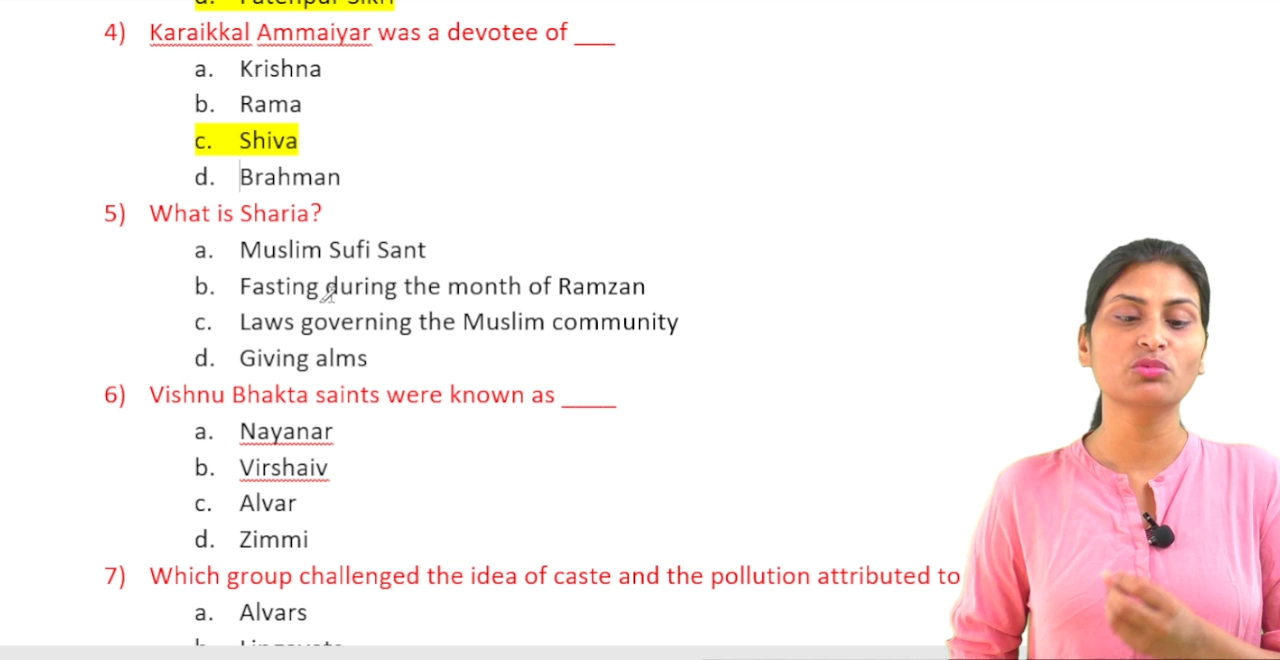 4) Karaikkal Ammaiyar was a devotee of ___
a. Krishna
b. Rama
c. Shiva
d. Brahman
5) What is Sharia?
a. Muslim Sufi Sant
b. Fasting during the month of Ramzan
c. Laws governing the Muslim community
d. Giving alms
6) Vishnu Bhakta saints were known as ____
a. Nayanar
b. Virshaiv
c. Alvar
d. Zimmi
7) Which group challenged the idea of caste and the pollution attributed to
a. Alvars